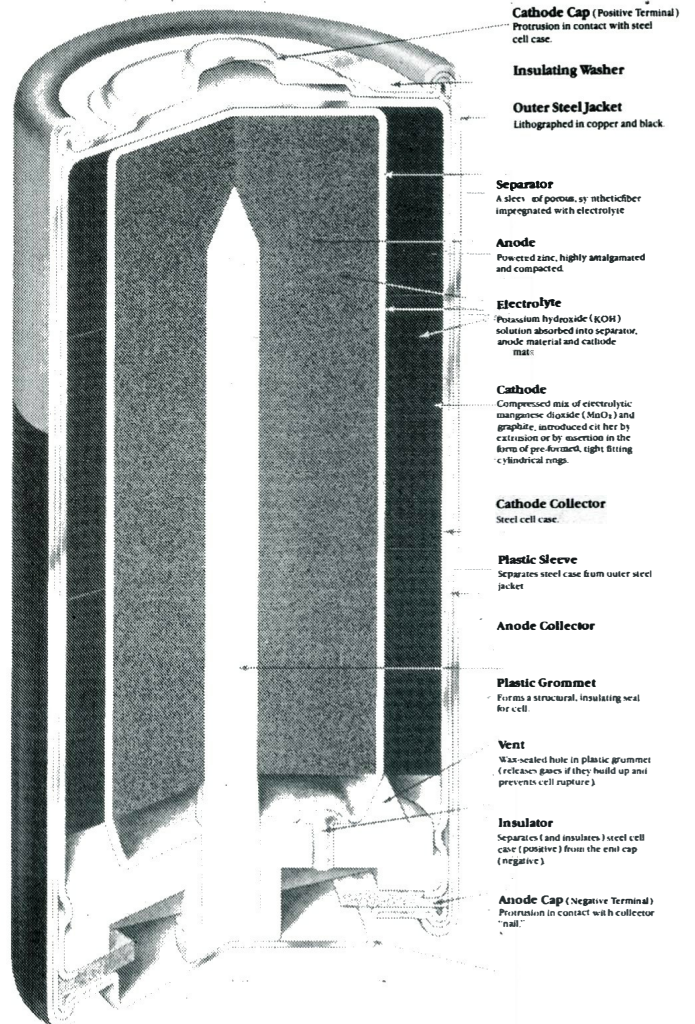 Cathode Cap (Positive Terminal)
Protrusion in contact with steel
cell case.
Insulating Washer
Outer Steel Jacket
Lithographed in copper and black.
Separator
A sleev of porous, sy ntheticfiber
impregnated with electrolyte
Anode
Powered zinc, highly amalgamated
and compacted.
Electrolyte
Potassium hydroxide (KOH)
solution absorbed into separator,
anode material and cathode
Cathode
Compressed mix of electrolytic
manganese dioxide (MnO₂) and
graphite, introduced eit her by
extrusion or by insertion in the
form of pre-formed, tight fitting
cylindrical rings.
Cathode Collector
Steel cell case.
Plastic Sleeve
Separates steel case from outer steel
jacket
Anode Collector
Plastic Grommet
Forms a structural, insulating seal
for cell.
Vent
Wax-sealed hole in plastic grommet
(releases gases if they build up and
prevents cell rupture).
Insulator
Separates (and insulates) steel cell
case (positive) from the end cap
(negative).
Anode Cap (Negative Terminal)
Protrusion in contact with collector
"nail."